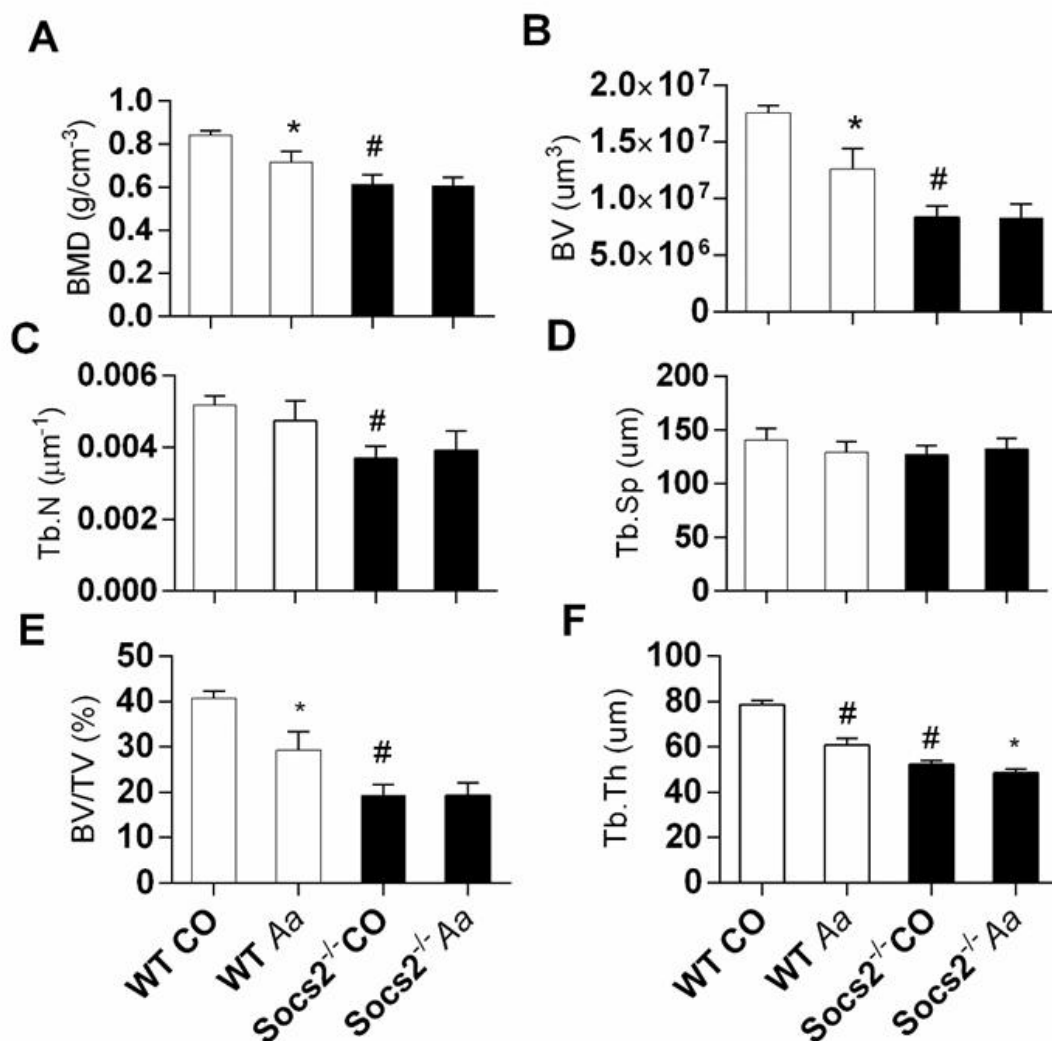 A
BMD (g/cm⁻³)
1.0
0.8
0.6
0.4
0.2
0.0
*
#
B
BV (um³)
2.0×10⁷
1.5×10⁷
1.0×10⁷
5.0×10⁶
0
*
#
C
Tb.N (µm⁻¹)
0.006
0.004
0.002
0.000
#
D
Tb.Sp (um)
200
150
100
50
0
E
BV/TV (%)
50
40
30
20
10
0
*
#
WT CO
WT Aa
Socs2⁻/⁻CO
Socs2⁻/⁻ Aa
F
Tb.Th (um)
100
80
60
40
20
0
#
#
*
WT CO
WT Aa
Socs2⁻/⁻CO
Socs2⁻/⁻ Aa